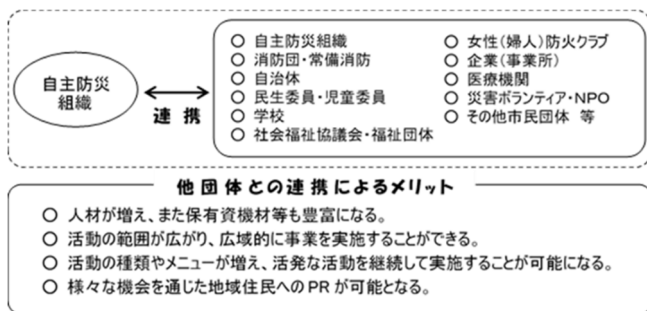 自主防災
組織
連携
○ 自主防災組織
○ 消防団・常備消防
○ 自治体
○ 民生委員・児童委員
○ 学校
○ 社会福祉協議会・福祉団体
○ 女性(婦人)防火クラブ
○ 企業(事業所)
○ 医療機関
○ 災害ボランティア・NPO
○ その他市民団体 等
他団体との連携によるメリット
○ 人材が増え、また保有資機材等も豊富になる。
○ 活動の範囲が広がり、広域的に事業を実施することができる。
○ 活動の種類やメニューが増え、活発な活動を継続して実施することが可能になる。
○ 様々な機会を通じた地域住民へのPRが可能となる。